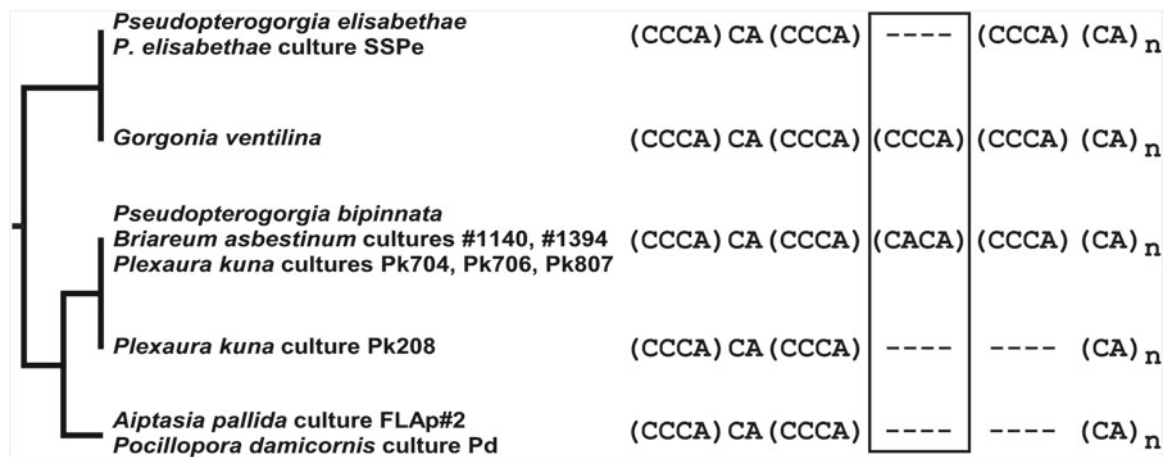 Pseudopterogorgia elisabethae
P. elisabethae culture SSPe
(CCCA) CA (CCCA) ---- (CCCA) (CA)n
Gorgonia ventilina
(CCCA) CA (CCCA) (CCCA) (CCCA) (CA)n
Pseudopterogorgia bipinnata
Briareum asbestinum cultures #1140, #1394
Plexaura kuna cultures Pk704, Pk706, Pk807
(CCCA) CA (CCCA) (CACA) (CCCA) (CA)n
Plexaura kuna culture Pk208
(CCCA) CA (CCCA) ---- ---- (CA)n
Aiptasia pallida culture FLAp#2
Pocillopora damicornis culture Pd
(CCCA) CA (CCCA) ---- ---- (CA)n